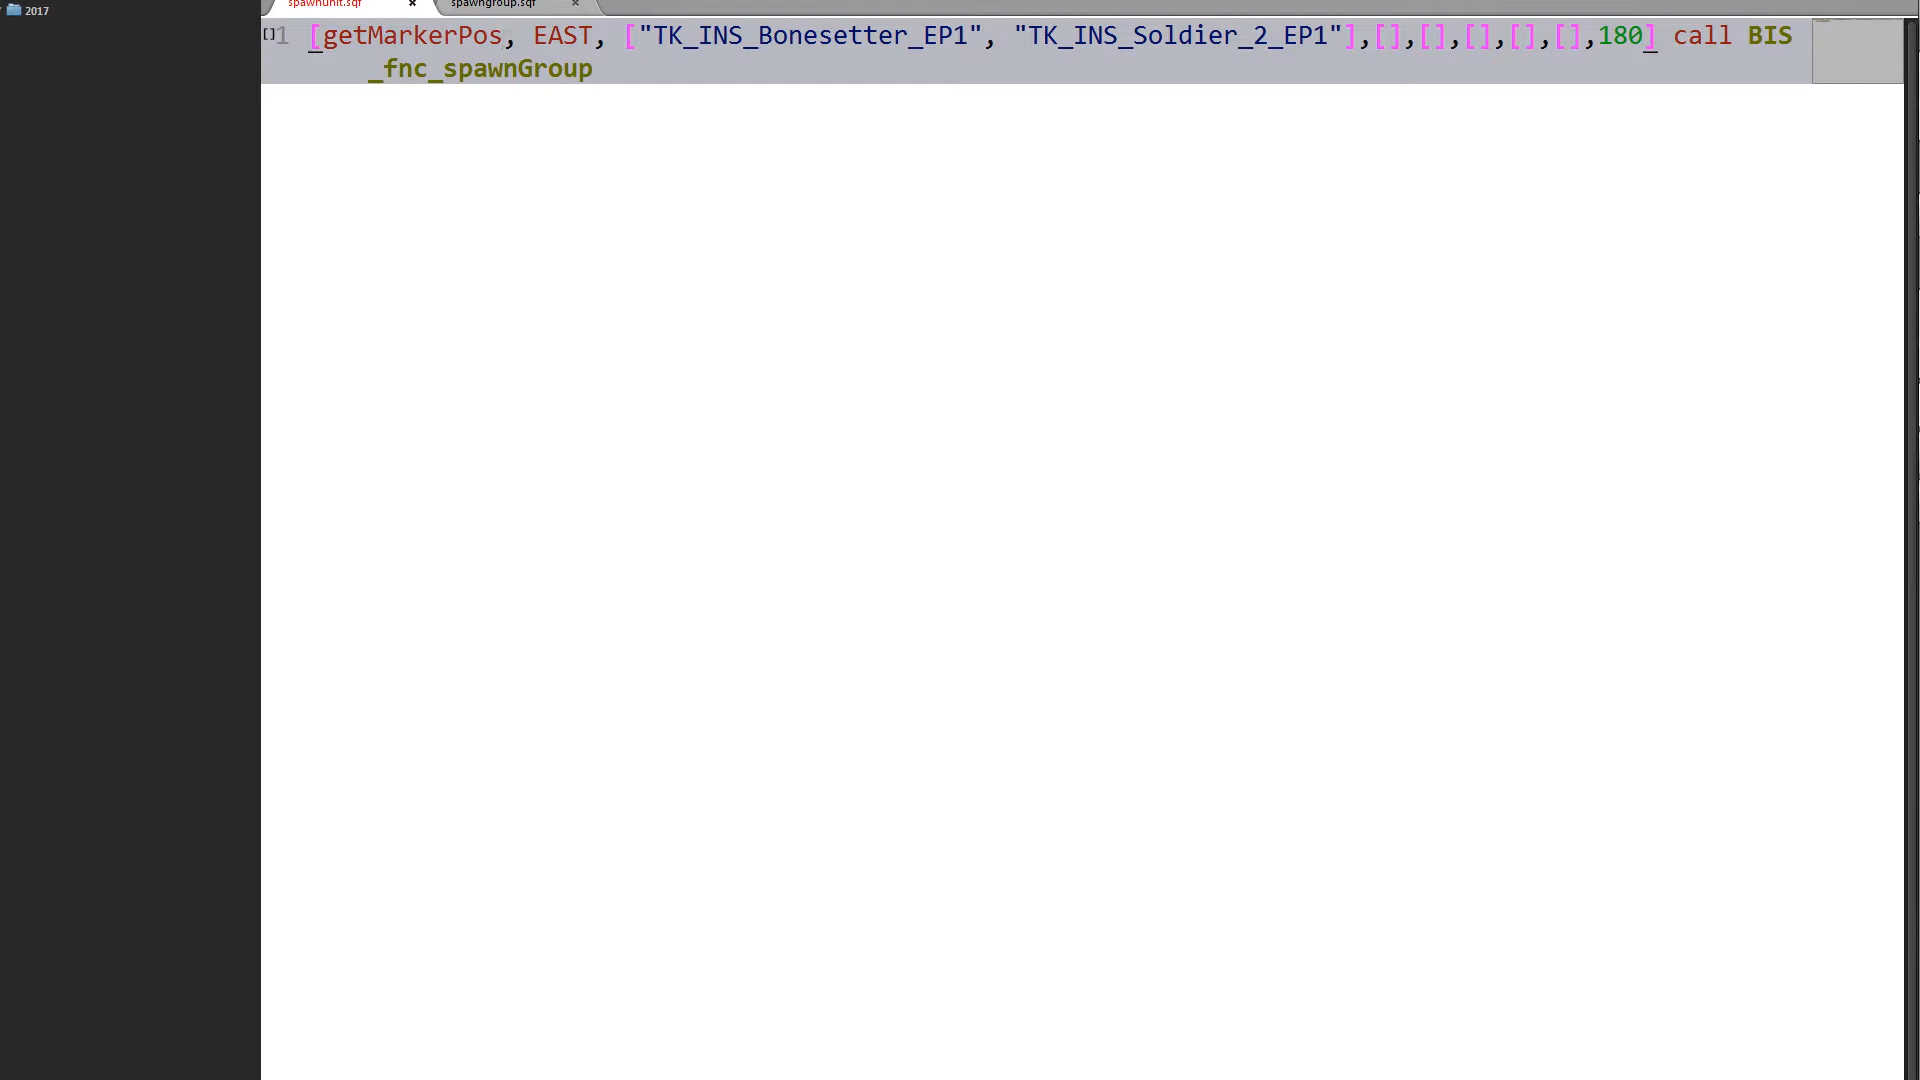 2017
spawnunit.sqf × spawngroup.sqf ×
[]1 [getMarkerPos, EAST, ["TK_INS_Bonesetter_EP1", "TK_INS_Soldier_2_EP1"],[],[],[],[],[],180] call BIS
_fnc_spawnGroup